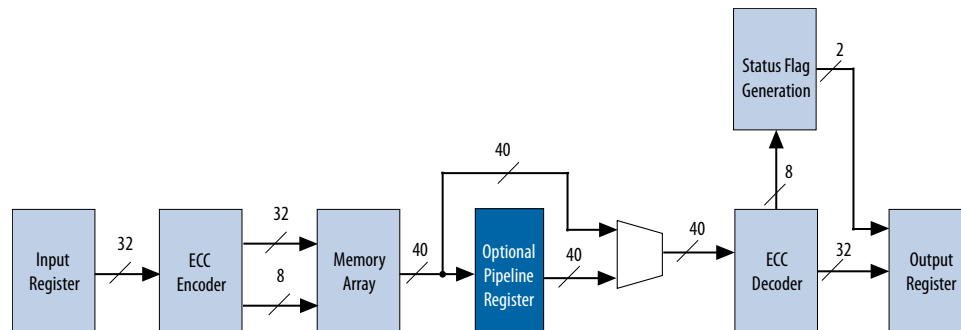 2
Status Flag
Generation
40
8
32
32
40
40
40
32
8
Input
Register
ECC
Encoder
Memory
Array
Optional
Pipeline
Register
ECC
Decoder
Output
Register